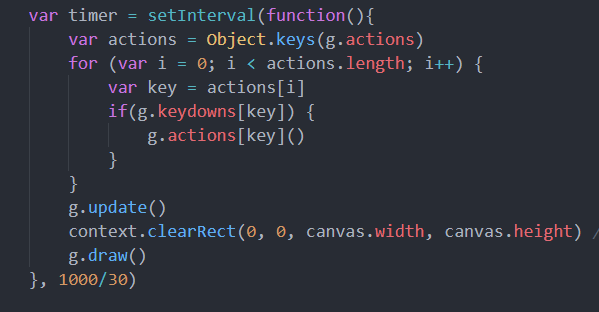 var timer = setInterval(function(){
var actions = Object.keys(g.actions)
for (var i = 0; i < actions.length; i++) {
var key = actions[i]
if(g.keydowns[key]) {
g.actions[key]()
}
}
g.update()
context.clearRect(0, 0, canvas.width, canvas.height) /
g.draw()
}, 1000/30)